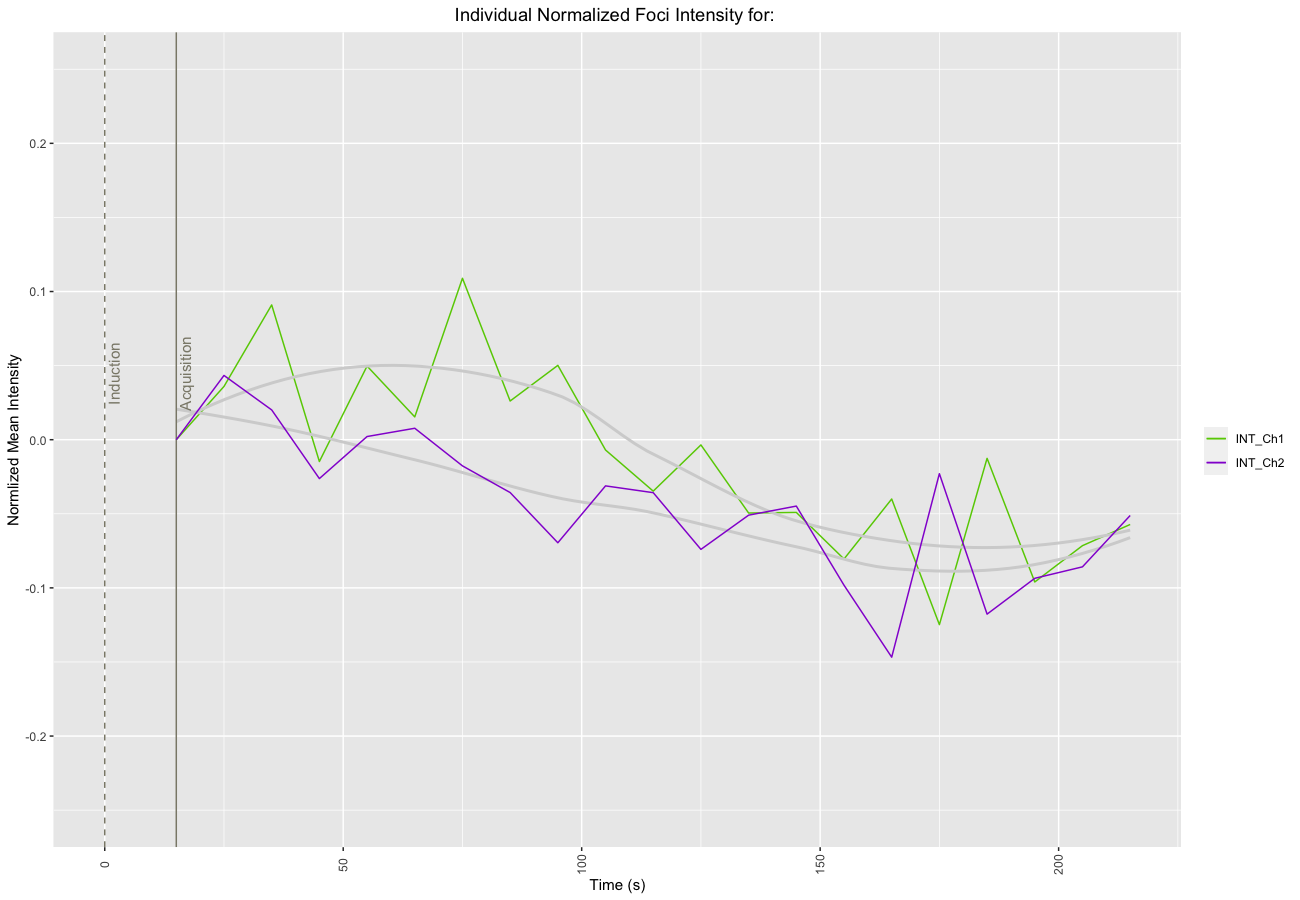 Individual Normalized Foci Intensity for:
Normlized Mean Intensity
0.2
0.1
0.0
-0.1
-0.2
Induction
Acquisition
0
50
100
150
200
Time (s)
INT_Ch1
INT_Ch2